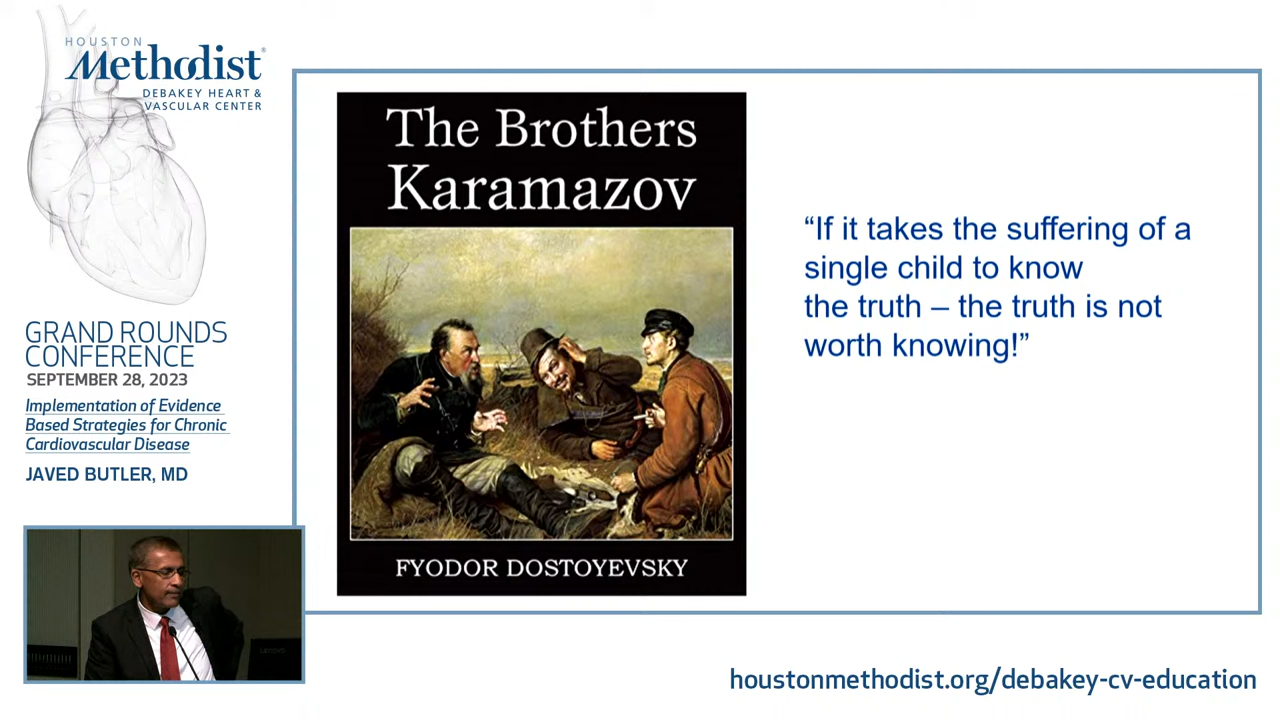 HOUSTON
Methodist®
DEBAKEY HEART &
VASCULAR CENTER
GRAND ROUNDS
CONFERENCE
SEPTEMBER 28, 2023
Implementation of Evidence
Based Strategies for Chronic
Cardiovascular Disease
JAVED BUTLER, MD
The Brothers
Karamazov
FYODOR DOSTOYEVSKY
“If it takes the suffering of a
single child to know
the truth – the truth is not
worth knowing!”
lenovo
houstonmethodist.org/debakey-cv-education